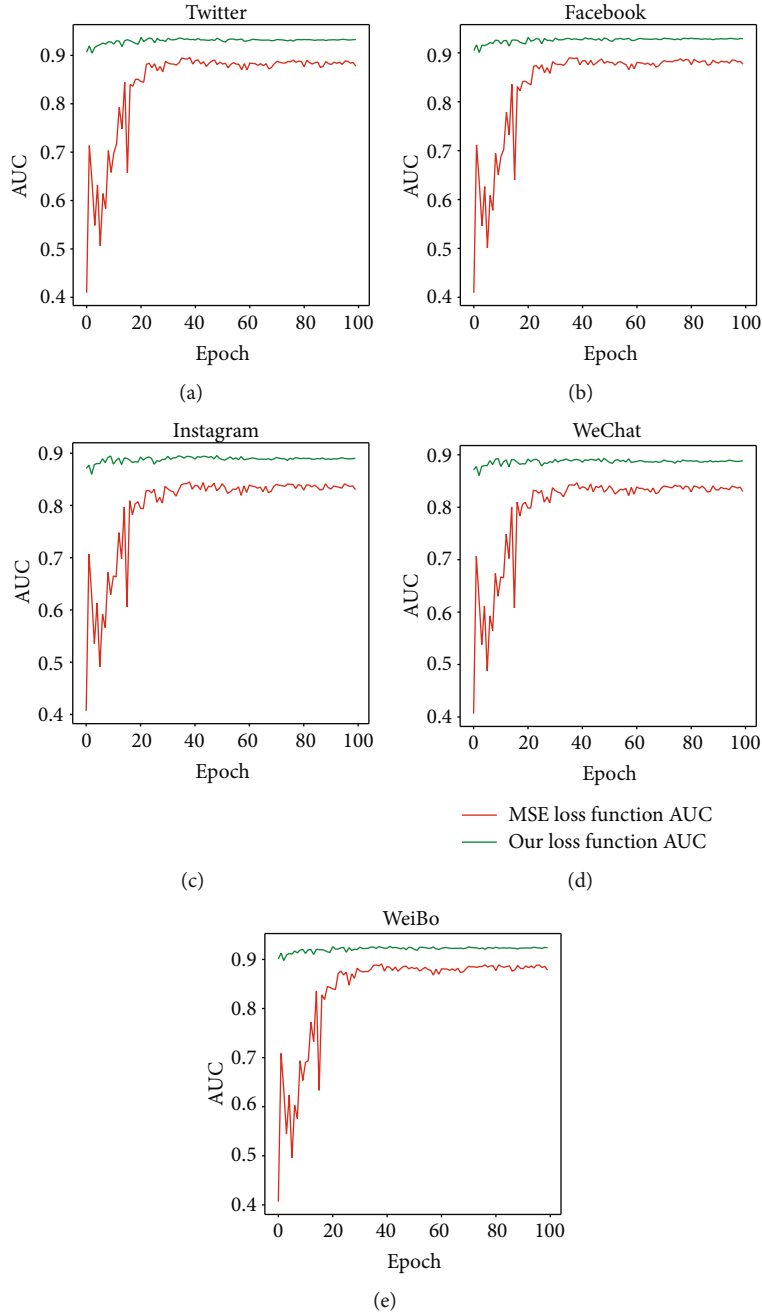 Twitter
0.9
0.8
0.7
0.6
0.5
0.4
AUC
0 20 40 60 80 100
Epoch
(a)
Facebook
0.9
0.8
0.7
0.6
0.5
0.4
AUC
0 20 40 60 80 100
Epoch
(b)
Instagram
0.9
0.8
0.7
0.6
0.5
0.4
AUC
0 20 40 60 80 100
Epoch
(c)
WeChat
0.9
0.8
0.7
0.6
0.5
0.4
AUC
0 20 40 60 80 100
Epoch
MSE loss function AUC
Our loss function AUC
(d)
WeiBo
0.9
0.8
0.7
0.6
0.5
0.4
AUC
0 20 40 60 80 100
Epoch
(e)